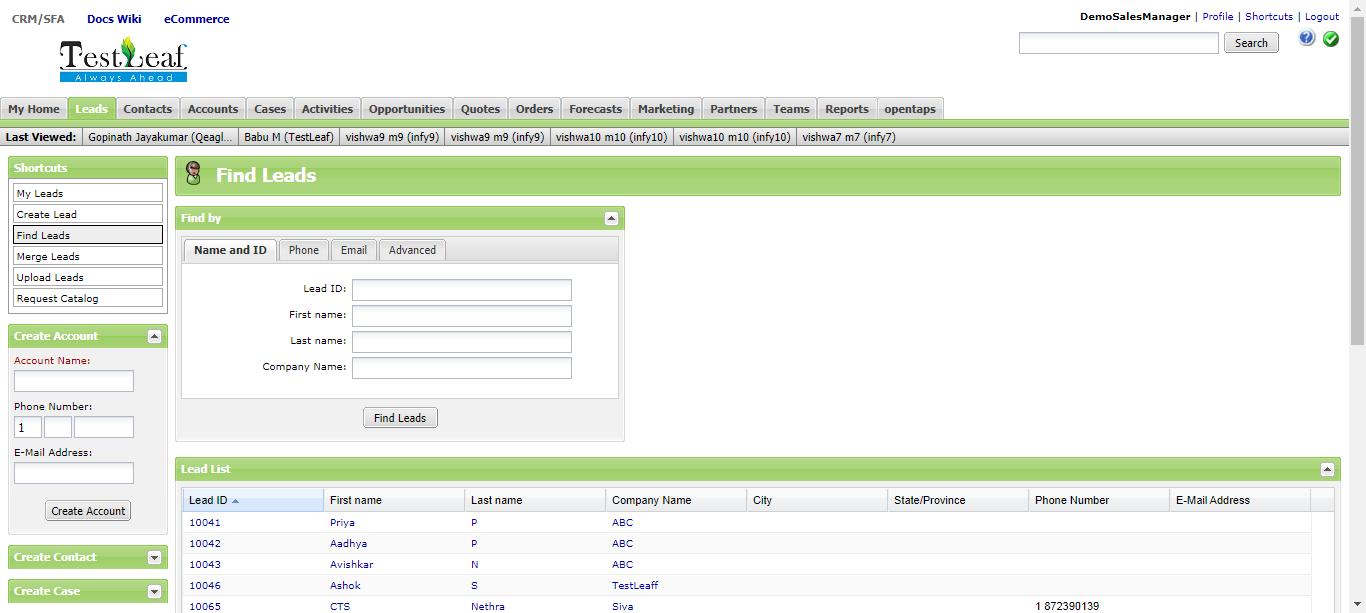 CRM/SFA Docs Wiki eCommerce
DemoSalesManager | Profile | Shortcuts | Logout
TestLeaf
Always Ahead
Search
My Home Leads Contacts Accounts Cases Activities Opportunities Quotes Orders Forecasts Marketing Partners Teams Reports opentaps
Last Viewed: Gopinath Jayakumar (Qeagl... Babu M (TestLeaf) vishwa9 m9 (infy9) vishwa9 m9 (infy9) vishwa10 m10 (infy10) vishwa10 m10 (infy10) vishwa7 m7 (infy7)
Shortcuts
My Leads
Create Lead
Find Leads
Merge Leads
Upload Leads
Request Catalog
Create Account
Account Name:
Phone Number:
1
E-Mail Address:
Create Account
Create Contact
Create Case
Find Leads
Find by
Name and ID Phone Email Advanced
Lead ID:
First name:
Last name:
Company Name:
Find Leads
Lead List
Lead ID First name Last name Company Name City State/Province Phone Number E-Mail Address
10041 Priya P ABC
10042 Aadhya P ABC
10043 Avishkar N ABC
10046 Ashok S TestLeaff
10065 CTS Nethra Siva 1 872390139